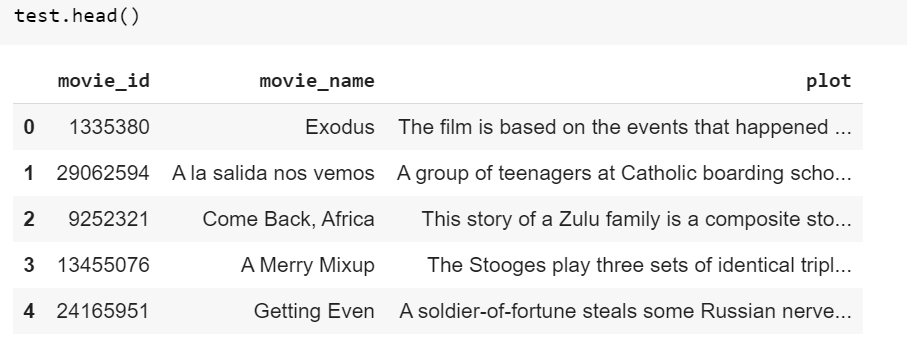 test.head()
movie_id movie_name plot
0 1335380 Exodus The film is based on the events that happened ...
1 29062594 A la salida nos vemos A group of teenagers at Catholic boarding scho...
2 9252321 Come Back, Africa This story of a Zulu family is a composite sto...
3 13455076 A Merry Mixup The Stooges play three sets of identical tripl...
4 24165951 Getting Even A soldier-of-fortune steals some Russian nerve...